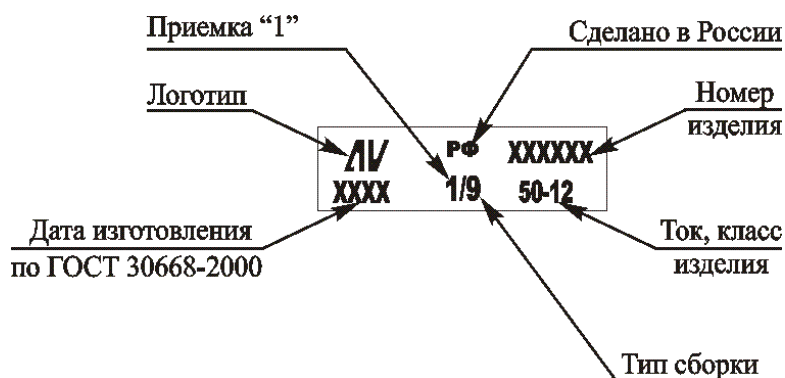 Приемка “1”
Сделано в России
Логотип
Номер
изделия
ΛV РФ XXXXXX
XXXX 1/9 50-12
Дата изготовления
по ГОСТ 30668-2000
Ток, класс
изделия
Тип сборки